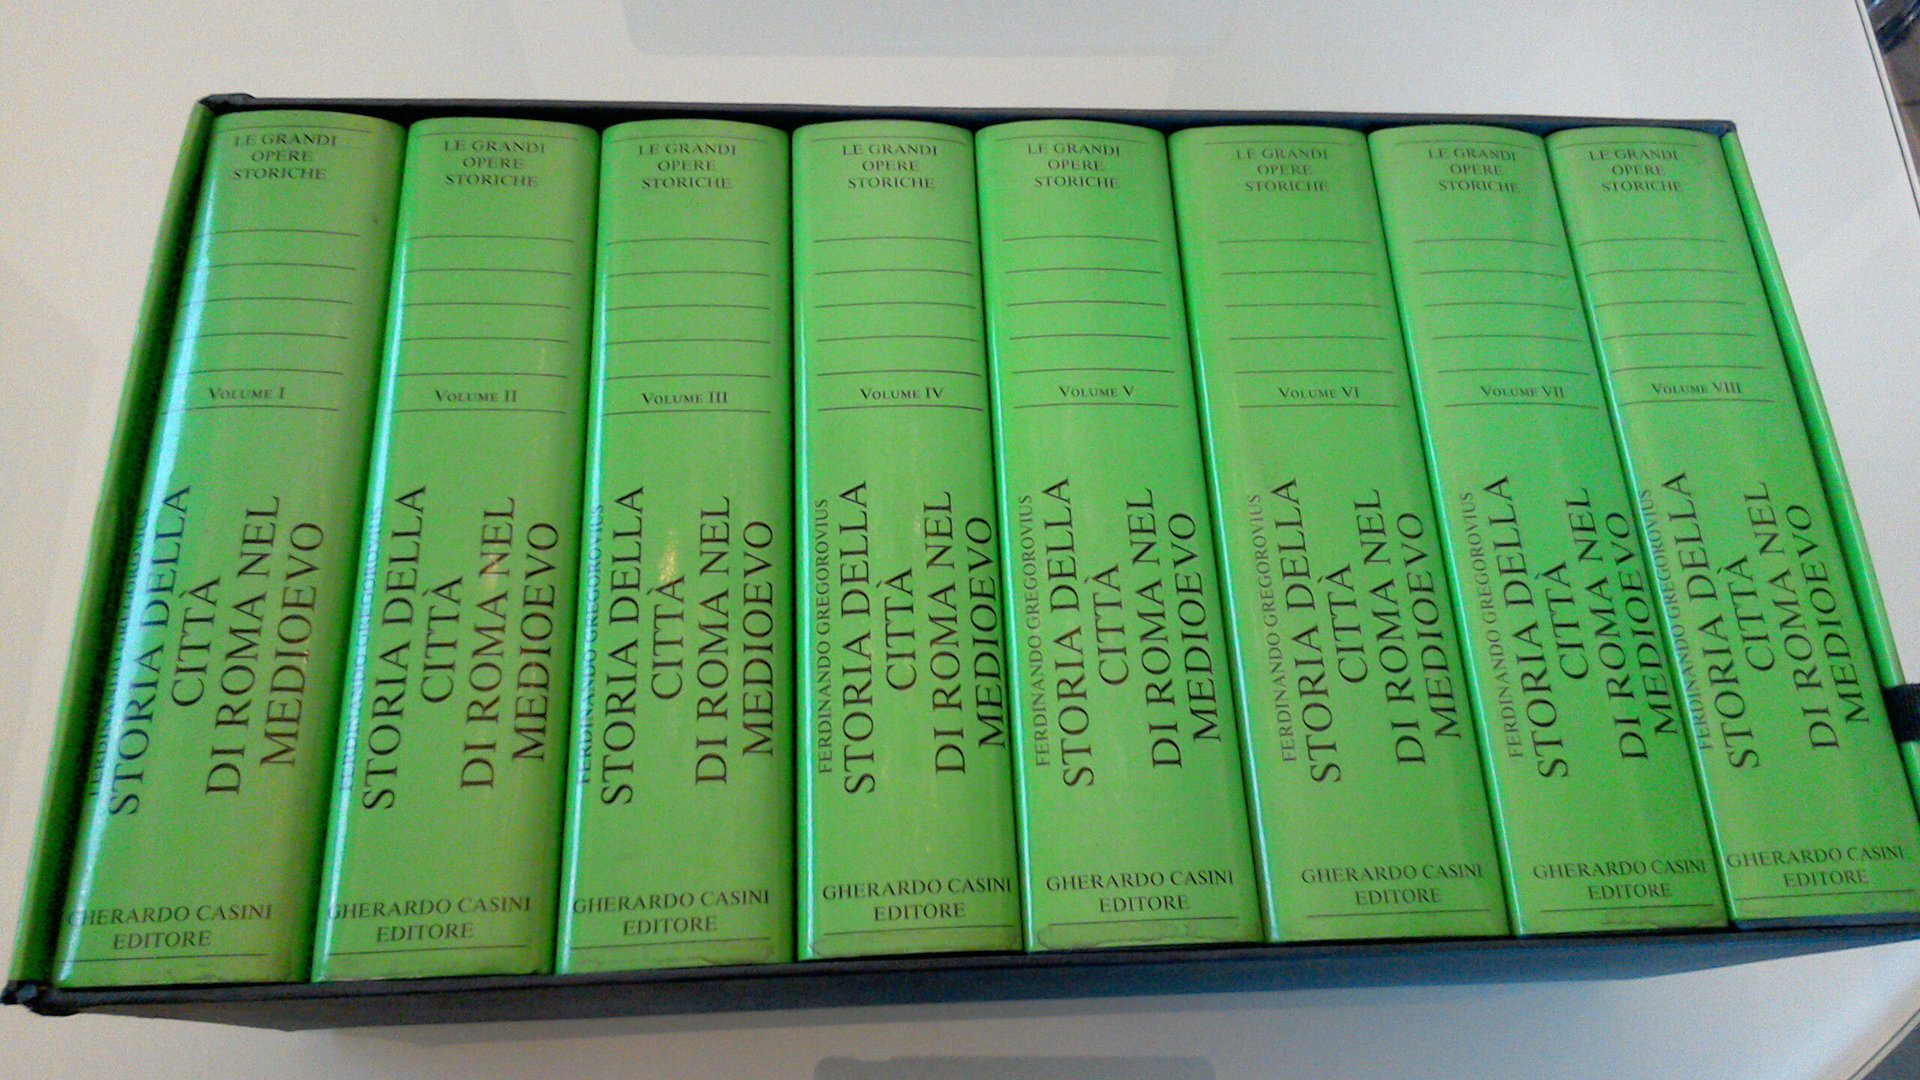 LE GRANDI
OPERE
STORICHE
VOLUME I
FERDINANDO GREGOROVIUS
STORIA DELLA
CITTÀ
DI ROMA NEL
MEDIOEVO
GHERARDO CASINI
EDITORE
LE GRANDI
OPERE
STORICHE
VOLUME II
FERDINANDO GREGOROVIUS
STORIA DELLA
CITTÀ
DI ROMA NEL
MEDIOEVO
GHERARDO CASINI
EDITORE
LE GRANDI
OPERE
STORICHE
VOLUME III
FERDINANDO GREGOROVIUS
STORIA DELLA
CITTÀ
DI ROMA NEL
MEDIOEVO
GHERARDO CASINI
EDITORE
LE GRANDI
OPERE
STORICHE
VOLUME IV
FERDINANDO GREGOROVIUS
STORIA DELLA
CITTÀ
DI ROMA NEL
MEDIOEVO
GHERARDO CASINI
EDITORE
LE GRANDI
OPERE
STORICHE
VOLUME V
FERDINANDO GREGOROVIUS
STORIA DELLA
CITTÀ
DI ROMA NEL
MEDIOEVO
GHERARDO CASINI
EDITORE
LE GRANDI
OPERE
STORICHE
VOLUME VI
FERDINANDO GREGOROVIUS
STORIA DELLA
CITTÀ
DI ROMA NEL
MEDIOEVO
GHERARDO CASINI
EDITORE
LE GRANDI
OPERE
STORICHE
VOLUME VII
FERDINANDO GREGOROVIUS
STORIA DELLA
CITTÀ
DI ROMA NEL
MEDIOEVO
GHERARDO CASINI
EDITORE
LE GRANDI
OPERE
STORICHE
VOLUME VIII
FERDINANDO GREGOROVIUS
STORIA DELLA
CITTÀ
DI ROMA NEL
MEDIOEVO
GHERARDO CASINI
EDITORE